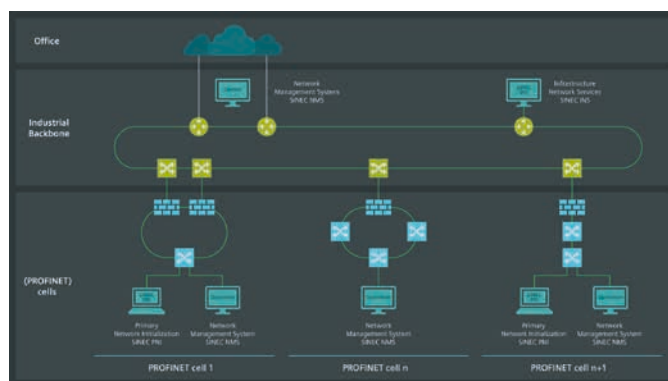 Office
Network
Management System
SINEC NMS
Infrastructure
Network Services
SINEC INS
Industrial
Backbone
(PROFINET)
cells
Primary
Network Initialization
SINEC PNI
Network
Management System
SINEC NMS
Network
Management System
SINEC NMS
Primary
Network Initialization
SINEC PNI
Network
Management System
SINEC NMS
PROFINET cell 1
PROFINET cell n
PROFINET cell n+1